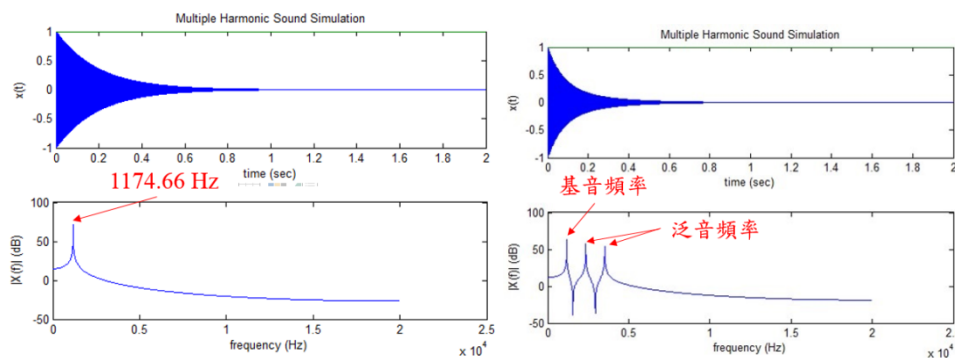 Multiple Harmonic Sound Simulation
1
0.5
0
-0.5
-1
x(t)
0 0.2 0.4 0.6 0.8 1 1.2 1.4 1.6 1.8 2
time (sec)
1174.66 Hz
100
50
0
-50
|X(f)| (dB)
0 0.5 1 1.5 2 2.5
x 10^4
frequency (Hz)
Multiple Harmonic Sound Simulation
1
0.5
0
-0.5
-1
x(t)
0 0.2 0.4 0.6 0.8 1 1.2 1.4 1.6 1.8 2
time (sec)
基音頻率
泛音頻率
100
50
0
-50
|X(f)| (dB)
0 0.5 1 1.5 2 2.5
x 10^4
frequency (Hz)